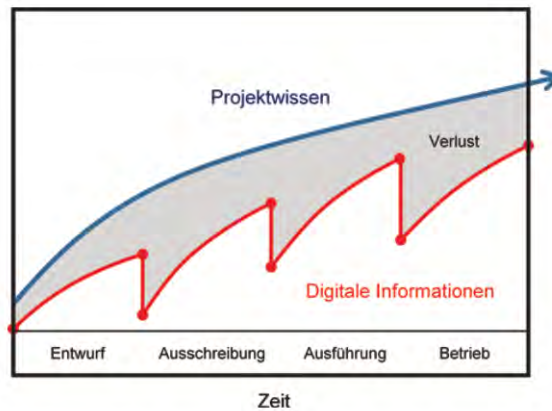 Projektwissen
Verlust
Digitale Informationen
Entwurf Ausschreibung Ausführung Betrieb
Zeit